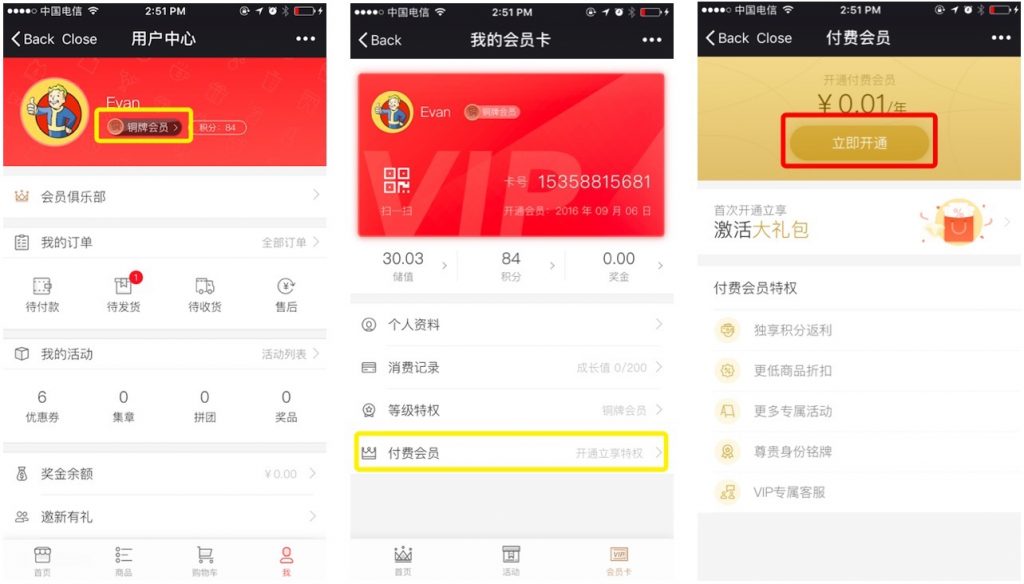 中国电信
2:51 PM
Back Close 用户中心
Evan
铜牌会员
积分: 84
会员俱乐部
我的订单 全部订单
1
待付款 待发货 待收货 售后
我的活动 活动列表
6 0 0 0
优惠券 集章 拼团 奖品
奖金余额 ¥0.00
邀新有礼
首页 商品 购物车 我
中国电信
2:51 PM
Back 我的会员卡
Evan 铜牌会员
VIP
卡号 15358815681
扫一扫 开通会员: 2016 年 09 月 06 日
30.03 84 0.00
储值 积分 奖金
个人资料
消费记录 成长值 0/200
等级特权 铜牌会员
付费会员 开通立享特权
VIP
首页 活动 会员卡
中国电信
2:51 PM
Back Close 付费会员
开通付费会员
¥0.01/年
立即开通
首次开通立享
激活大礼包
%
付费会员特权
独享积分返利
更低商品折扣
更多专属活动
尊贵身份铭牌
VIP专属客服